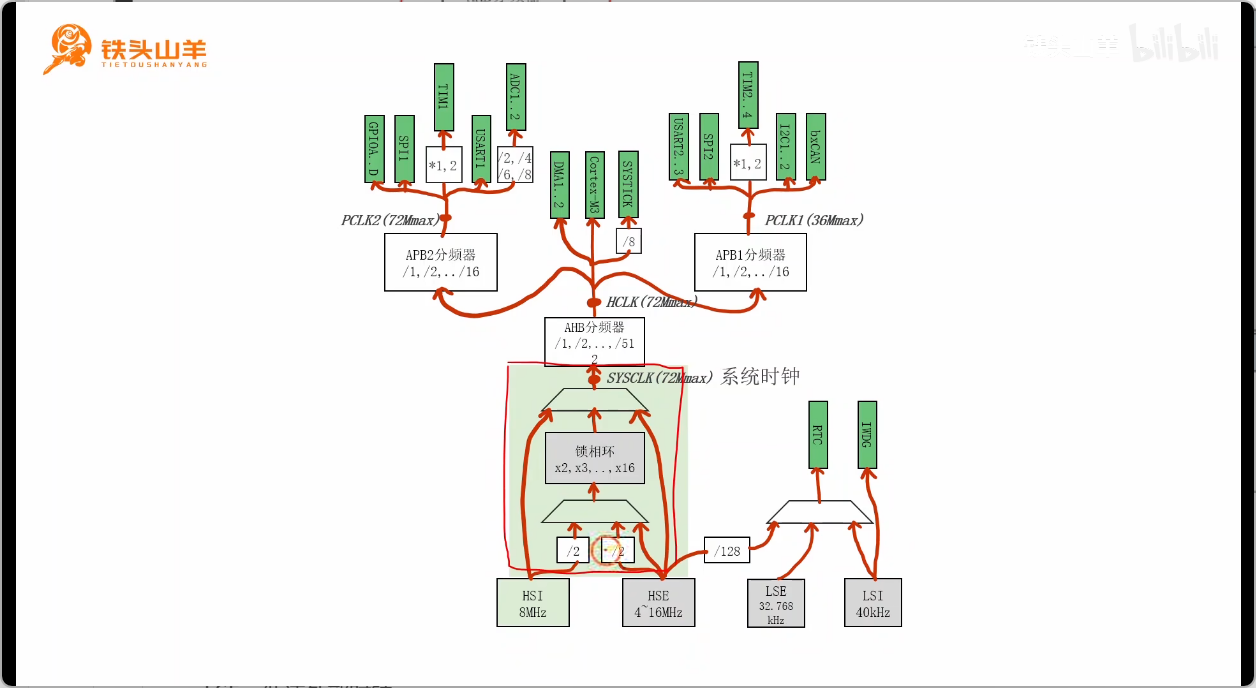 铁头山羊
TIETOUSHANYANG
bilibili
TIM1
ADC1..2
TIM2..4
GPIOA..D
SPI1
*1,2
USART1
/2,/4
/6,/8
USART2..3
SPI2
*1,2
I2C1..2
bxCAN
DMA1..2
Cortex-M3
SYSTICK
PCLK2(72Mmax)
PCLK1(36Mmax)
/8
APB2分频器
/1,/2,../16
APB1分频器
/1,/2,../16
HCLK(72Mmax)
AHB分频器
/1,/2,..,/51
2
SYSCLK(72Mmax) 系统时钟
RTC
IWDG
锁相环
x2,x3,..,x16
/2
/2
/128
HSI
8MHz
HSE
4~16MHz
LSE
32.768
kHz
LSI
40kHz